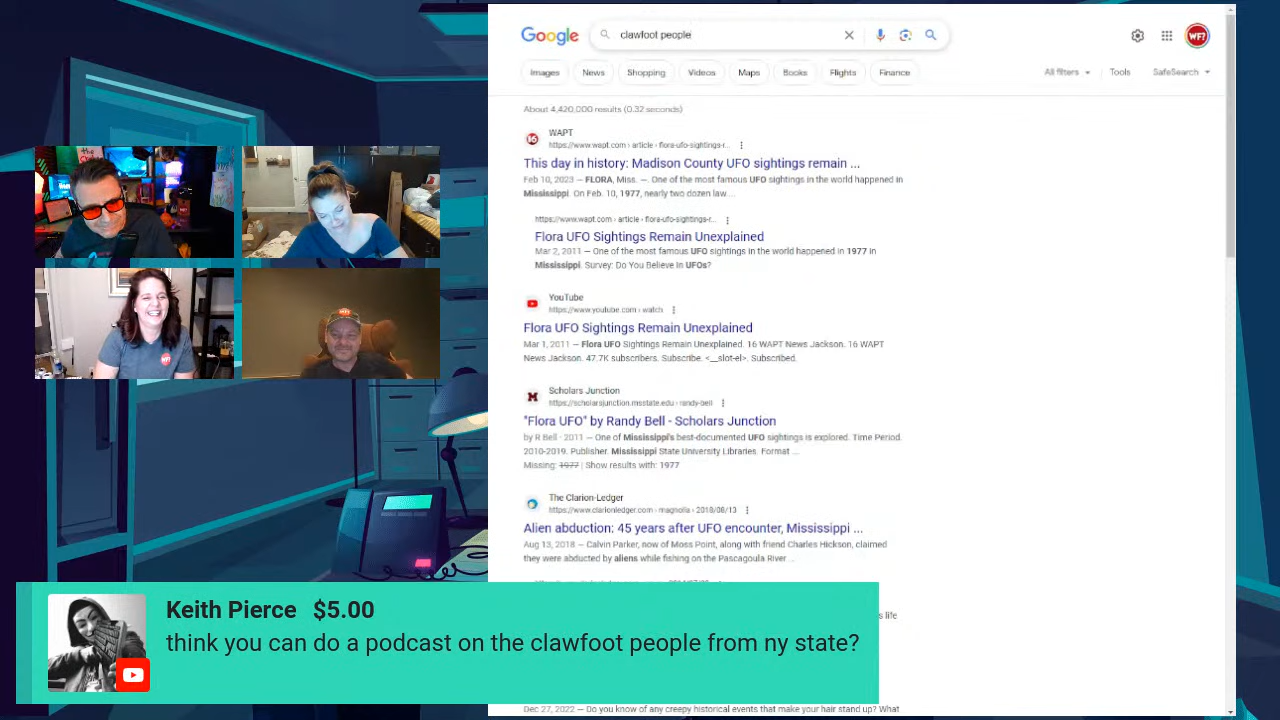 Google
clawfoot people
WF?
Images
News
Shopping
Videos
Maps
Books
Flights
Finance
All filters
Tools
SafeSearch
About 4,420,000 results (0.32 seconds)
WAPT
https://www.wapt.com › article › flora-ufo-sightings-r...
This day in history: Madison County UFO sightings remain ...
Feb 10, 2023 — FLORA, Miss. —. One of the most famous UFO sightings in the world happened in
Mississippi. On Feb. 10, 1977, nearly two dozen law....
https://www.wapt.com › article › flora-ufo-sightings-r...
Flora UFO Sightings Remain Unexplained
Mar 2, 2011 — One of the most famous UFO sightings in the world happened in 1977 in
Mississippi. Survey: Do You Believe In UFOs?
YouTube
https://www.youtube.com › watch
Flora UFO Sightings Remain Unexplained
Mar 1, 2011 — Flora UFO Sightings Remain Unexplained. 16 WAPT News Jackson. 16 WAPT
News Jackson. 47.7K subscribers. Subscribe. <__slot-el>. Subscribed.
Scholars Junction
https://scholarsjunction.msstate.edu › randy-bell
"Flora UFO" by Randy Bell - Scholars Junction
by R Bell · 2011 — One of Mississippi's best-documented UFO sightings is explored. Time Period.
2010-2019. Publisher. Mississippi State University Libraries. Format ...
Missing: 1977 | Show results with: 1977
The Clarion-Ledger
https://www.clarionledger.com › magnolia › 2018/08/13
Alien abduction: 45 years after UFO encounter, Mississippi ...
Aug 13, 2018 — Calvin Parker, now of Moss Point, along with friend Charles Hickson, claimed
they were abducted by aliens while fishing on the Pascagoula River ...
s life
Dec 27, 2022 — Do you know of any creepy historical events that make your hair stand up? What
Keith Pierce $5.00
think you can do a podcast on the clawfoot people from ny state?